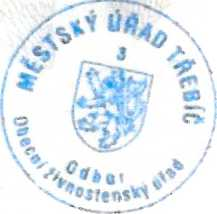 MĚSTSKÝ ÚŘAD TŘEBÍČ
3
Odbor
Obecní živnostenský úřad